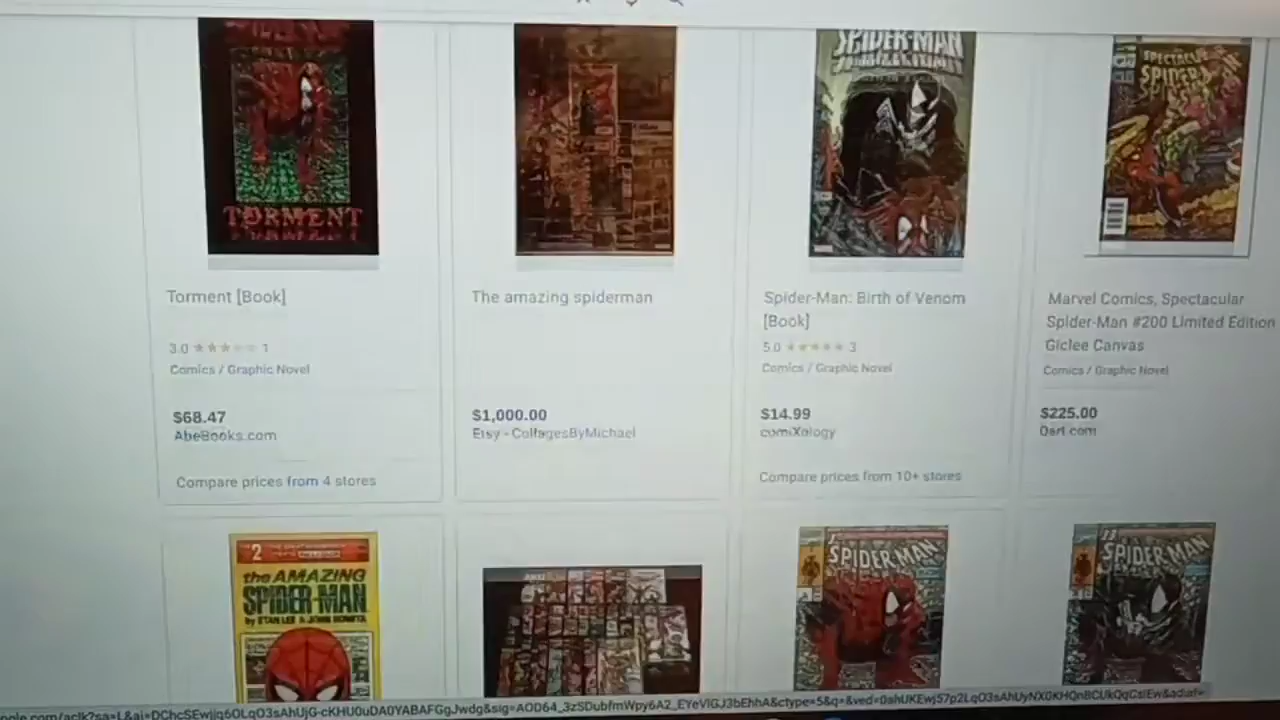 TORMENT
SPIDER-MAN
SPECTACULAR
SPIDER
Torment [Book]
The amazing spiderman
Spider-Man: Birth of Venom
[Book]
Marvel Comics, Spectacular
Spider-Man #200 Limited Edition
Giclee Canvas
3.0 ★★★★★ 1
5.0 ★★★★★ 3
Comics / Graphic Novel
Comics / Graphic Novel
Comics / Graphic Novel
$68.47
$1,000.00
$14.99
$225.00
AbeBooks.com
Etsy - CollagesByMichael
comiXology
Dart.com
Compare prices from 4 stores
Compare prices from 10+ stores
2
the AMAZING
SPIDER-MAN
by STAN LEE & JOHN ROMITA
1
SPIDER-MAN
13
SPIDER-MAN